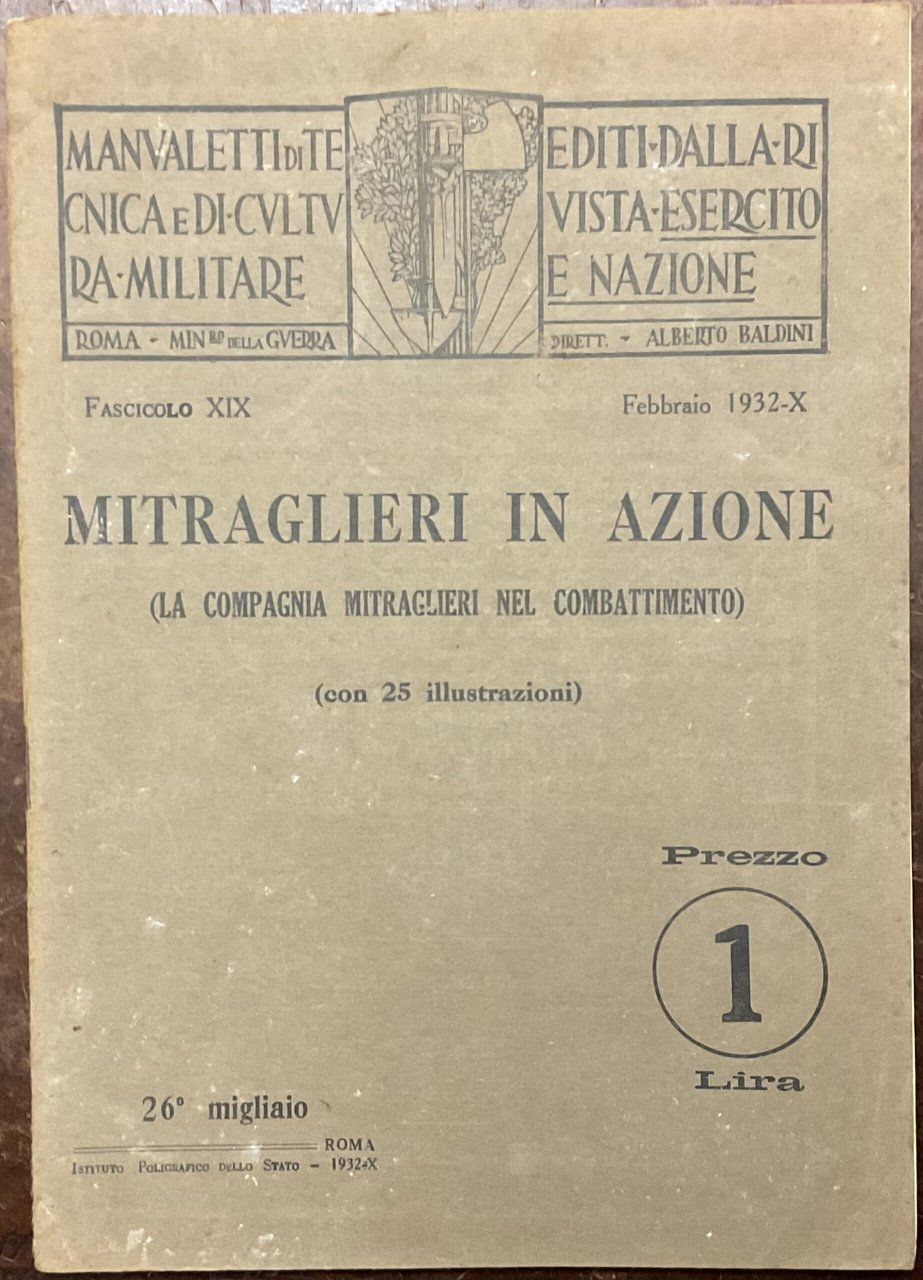 MANVALETTI DI TE
CNICA E DI·CVLTV
RA·MILITARE
ROMA - MINRO DELLA GVERRA
EDITI·DALLA·RI
VISTA·ESERCITO
E NAZIONE
DIRETT. - ALBERTO BALDINI
FASCICOLO XIX
Febbraio 1932-X
MITRAGLIERI IN AZIONE
(LA COMPAGNIA MITRAGLIERI NEL COMBATTIMENTO)
(con 25 illustrazioni)
Prezzo
1
Lira
26° migliaio
ROMA
ISTITUTO POLIGRAFICO DELLO STATO - 1932-X